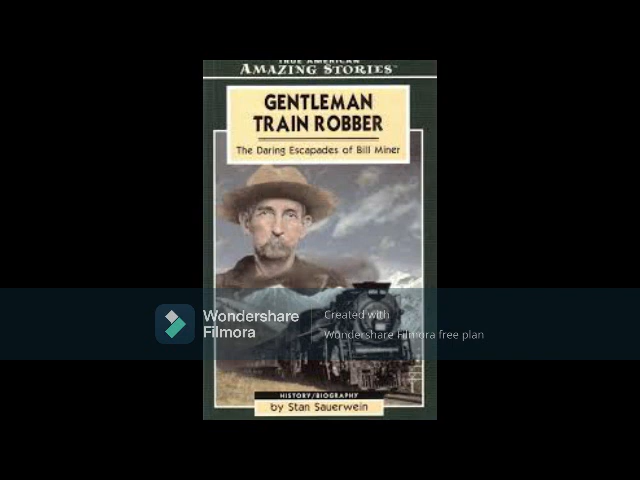 TRUE AMERICAN
AMAZING STORIES™
GENTLEMAN
TRAIN ROBBER
The Daring Escapades of Bill Miner
Wondershare
Filmora
Created with
Wondershare Filmora free plan
HISTORY/BIOGRAPHY
by Stan Sauerwein